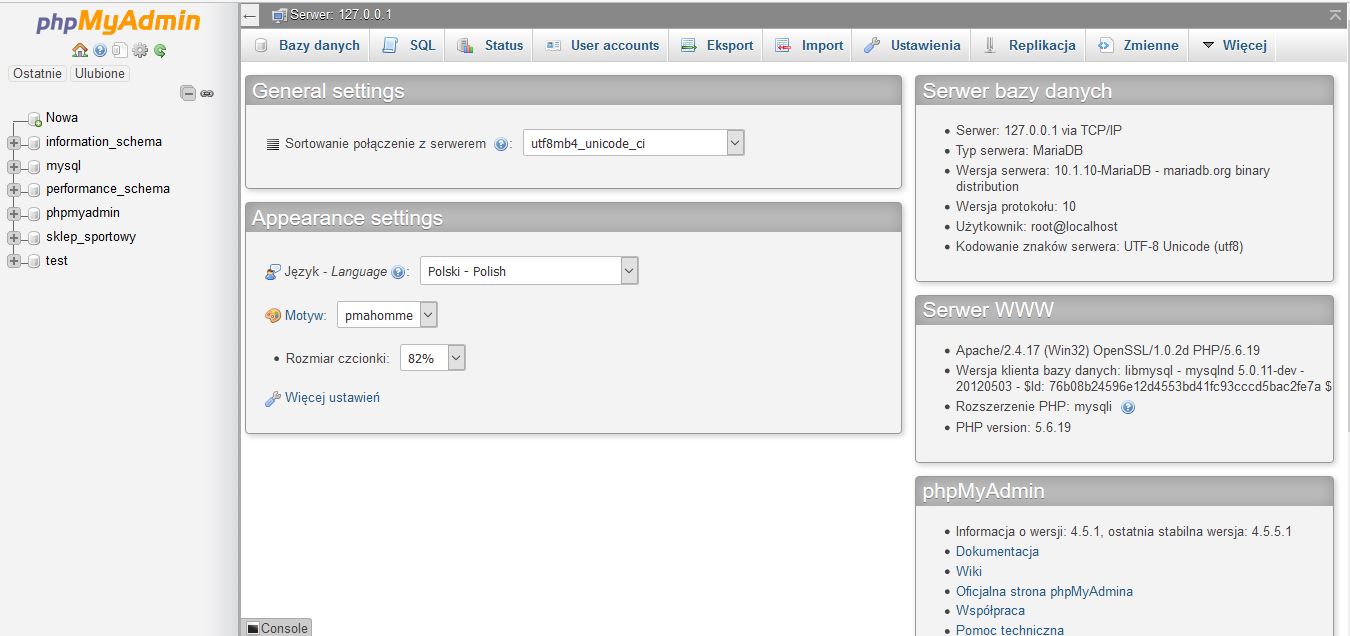 phpMyAdmin
Ostatnie Ulubione
Nowa
information_schema
mysql
performance_schema
phpmyadmin
sklep_sportowy
test
Serwer: 127.0.0.1
Bazy danych SQL Status User accounts Eksport Import Ustawienia Replikacja Zmienne Więcej
General settings
Sortowanie połączenie z serwerem : utf8mb4_unicode_ci
Appearance settings
Język - Language : Polski - Polish
Motyw: pmahomme
• Rozmiar czcionki: 82%
Więcej ustawień
Console
Serwer bazy danych
• Serwer: 127.0.0.1 via TCP/IP
• Typ serwera: MariaDB
• Wersja serwera: 10.1.10-MariaDB - mariadb.org binary
distribution
• Wersja protokołu: 10
• Użytkownik: root@localhost
• Kodowanie znaków serwera: UTF-8 Unicode (utf8)
Serwer WWW
• Apache/2.4.17 (Win32) OpenSSL/1.0.2d PHP/5.6.19
• Wersja klienta bazy danych: libmysql - mysqlnd 5.0.11-dev -
20120503 - $Id: 76b08b24596e12d4553bd41fc93cccd5bac2fe7a $
• Rozszerzenie PHP: mysqli
• PHP version: 5.6.19
phpMyAdmin
• Informacja o wersji: 4.5.1, ostatnia stabilna wersja: 4.5.5.1
• Dokumentacja
• Wiki
• Oficjalna strona phpMyAdmina
• Współpraca
• Pomoc techniczna